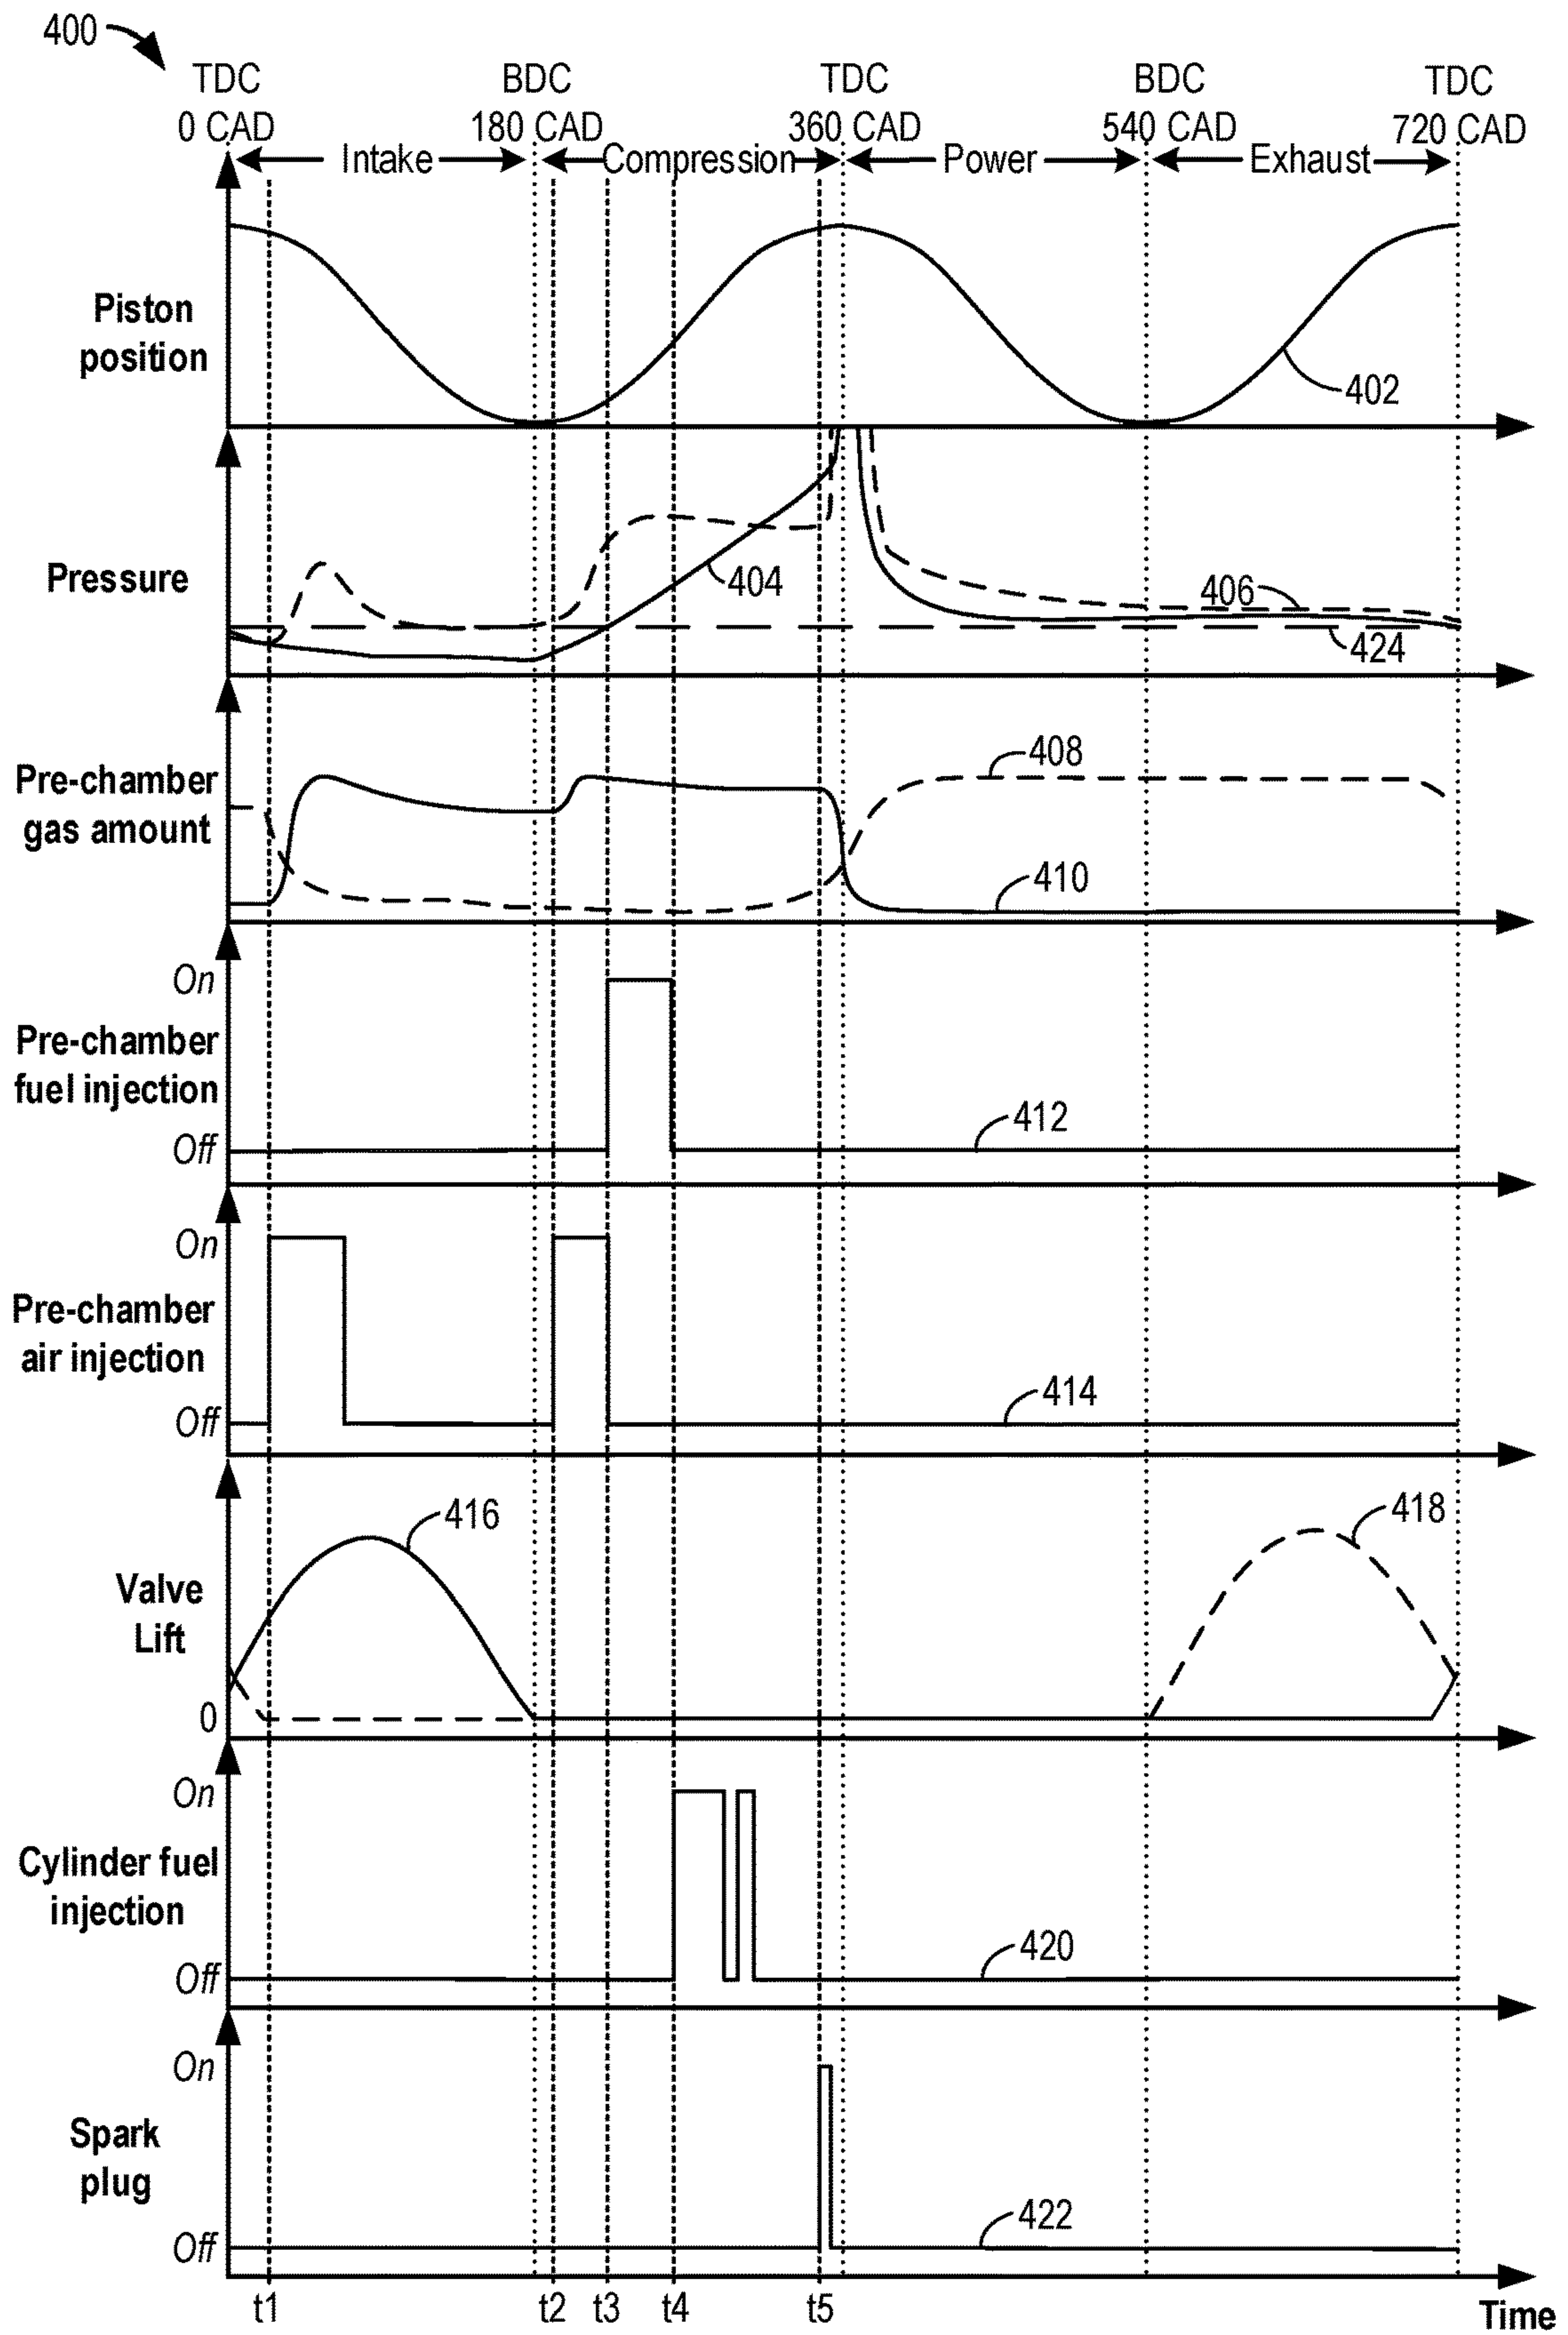 400
TDC BDC TDC BDC TDC
0 CAD 180 CAD 360 CAD 540 CAD 720 CAD
Intake Compression Power Exhaust
Piston
position
402
Pressure
404
406
424
Pre-chamber
gas amount
408
410
On
Pre-chamber
fuel injection
412
Off
On
Pre-chamber
air injection
414
Off
416
418
Valve
Lift
0
On
Cylinder fuel
injection
420
Off
On
Spark
plug
422
Off
t1 t2 t3 t4 t5 Time